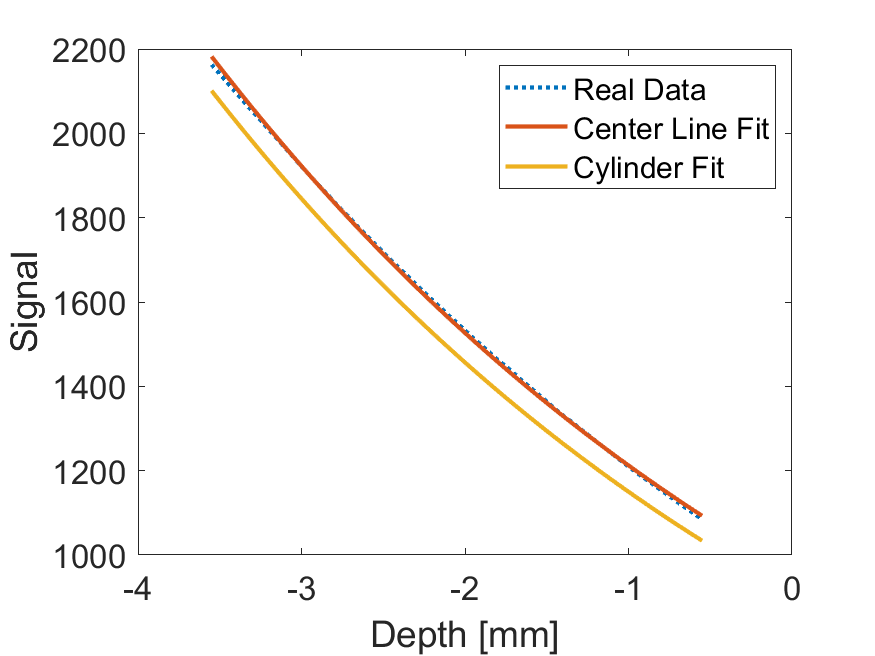 2200
2000
1800
1600
1400
1200
1000
Signal
Real Data
Center Line Fit
Cylinder Fit
-4 -3 -2 -1 0
Depth [mm]